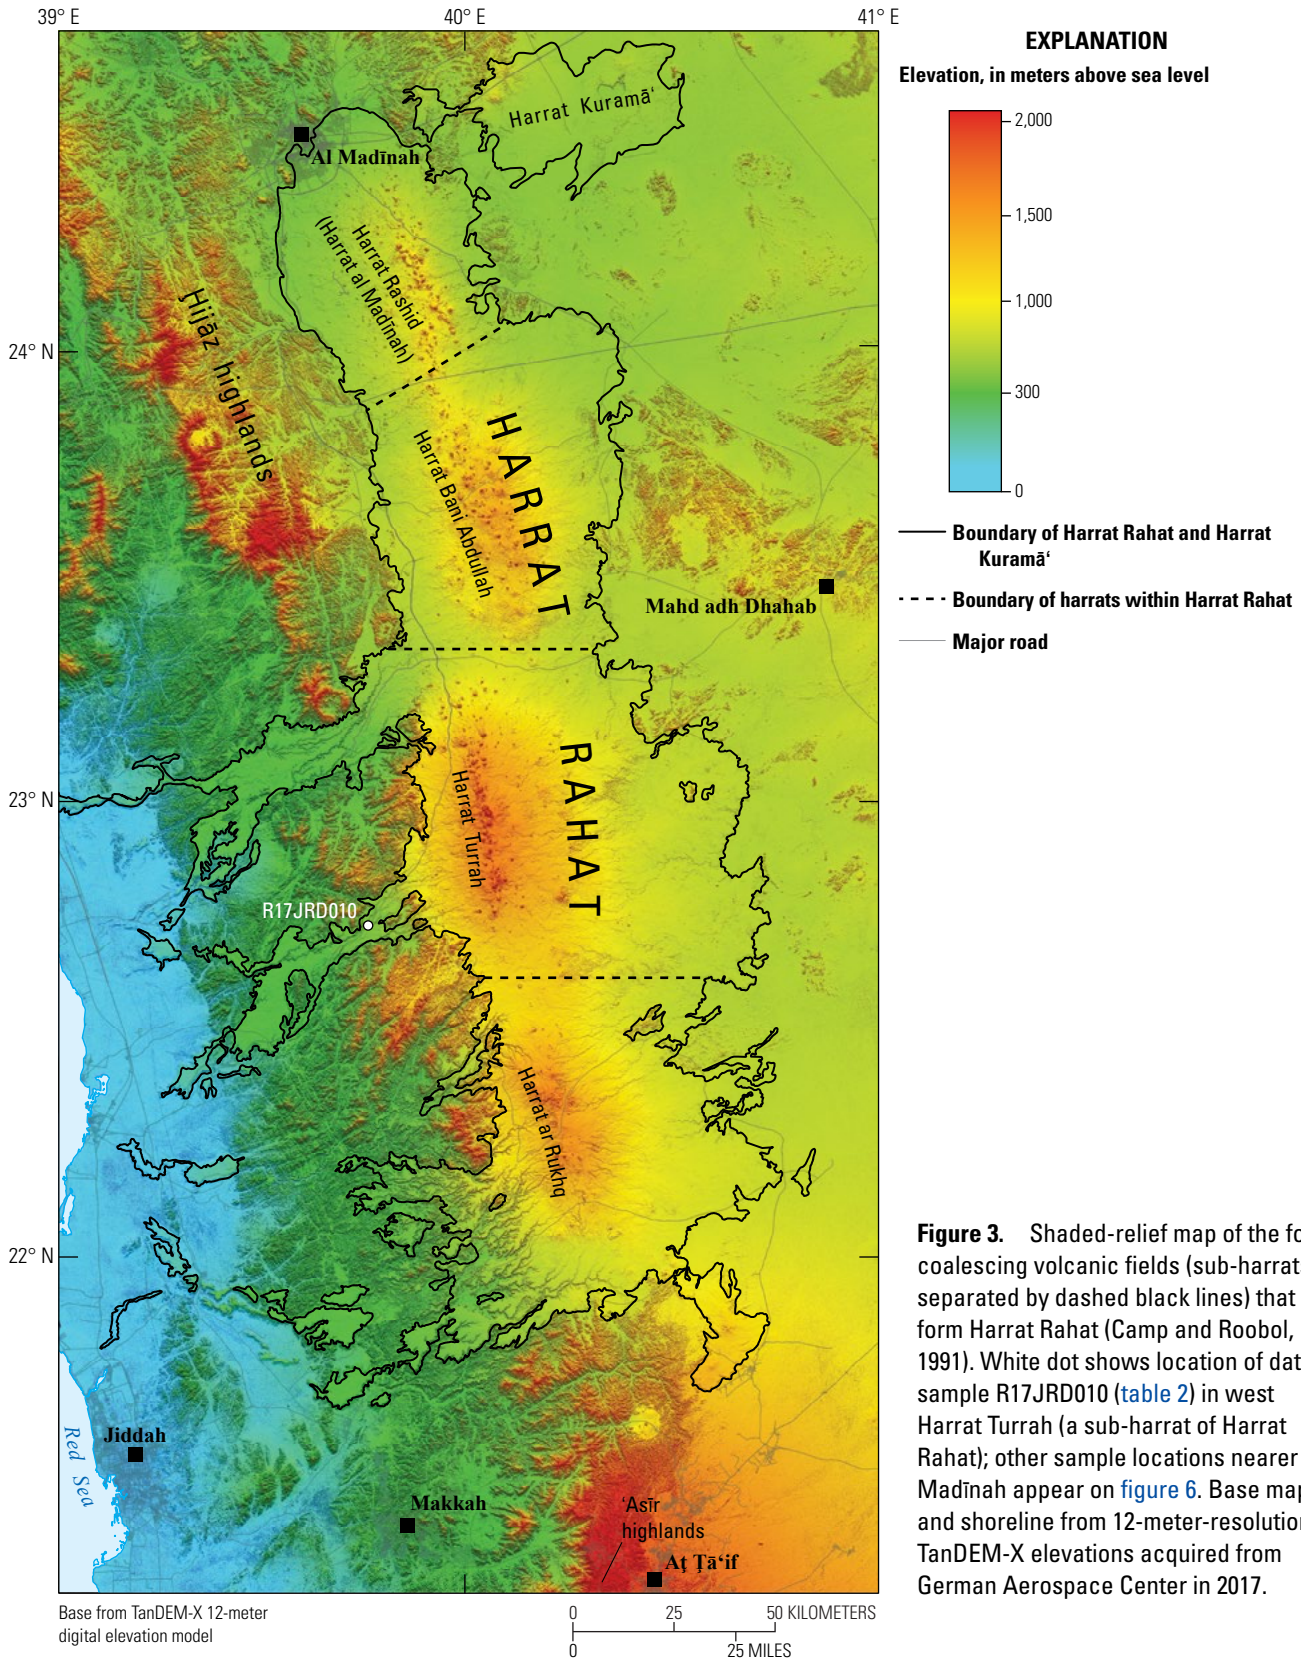 39° E
40° E
41° E
24° N
23° N
22° N
Harrat Kuramāʿ
Al Madīnah
Harrat Rashid
(Harrat al Madīnah)
Ḥijāz highlands
HARRAT
Harrat Bani Abdullah
Mahd adh Dhahab
RAHAT
Harrat Turrah
R17JRD010
Harrat ar Rukhq
Red Sea
Jiddah
Makkah
ʿAsīr
highlands
Aţ Ţāʿif
Base from TanDEM-X 12-meter
digital elevation model
0 25 50 KILOMETERS
0 25 MILES
EXPLANATION
Elevation, in meters above sea level
2,000
1,500
1,000
300
0
Boundary of Harrat Rahat and Harrat
Kuramāʿ
Boundary of harrats within Harrat Rahat
Major road
Figure 3. Shaded-relief map of the fo
coalescing volcanic fields (sub-harrat
separated by dashed black lines) that
form Harrat Rahat (Camp and Roobol,
1991). White dot shows location of dat
sample R17JRD010 (table 2) in west
Harrat Turrah (a sub-harrat of Harrat
Rahat); other sample locations nearer
Madīnah appear on figure 6. Base map
and shoreline from 12-meter-resolution
TanDEM-X elevations acquired from
German Aerospace Center in 2017.